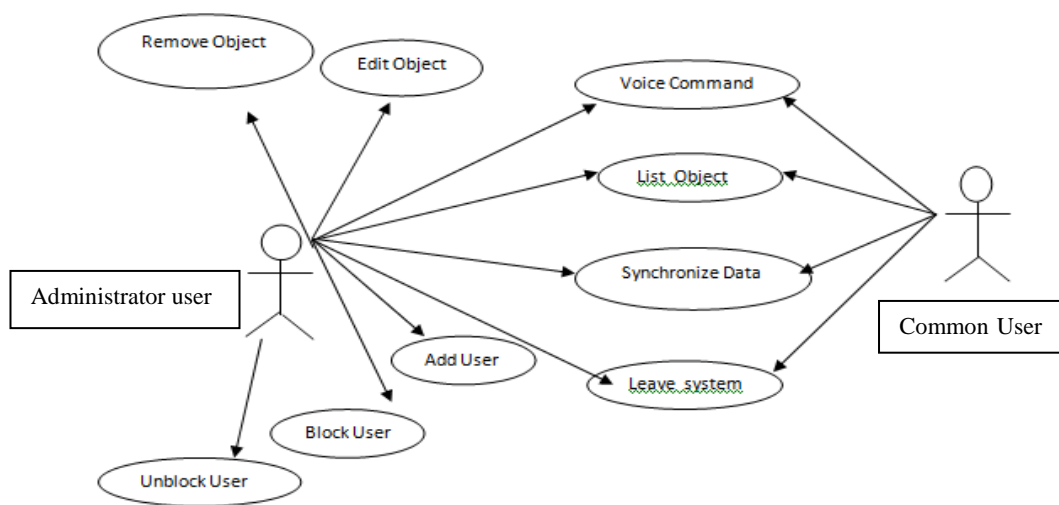 Remove Object
Edit Object
Voice Command
List Object
Administrator user
Synchronize Data
Common User
Add User
Leave system
Block User
Unblock User